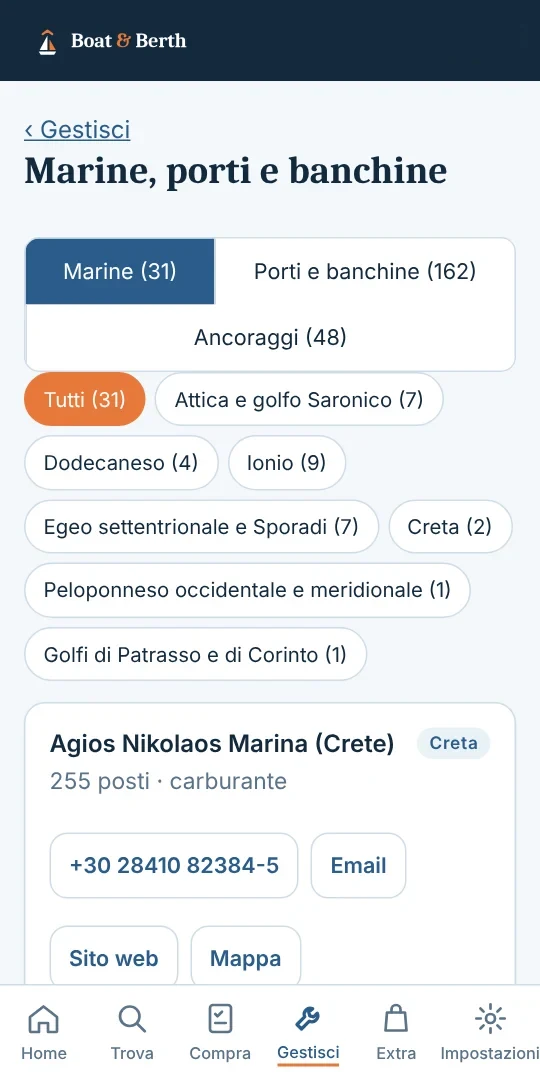 Boat & Berth
‹ Gestisci
Marine, porti e banchine
Marine (31)
Porti e banchine (162)
Ancoraggi (48)
Tutti (31)
Attica e golfo Saronico (7)
Dodecaneso (4)
Ionio (9)
Egeo settentrionale e Sporadi (7)
Creta (2)
Peloponneso occidentale e meridionale (1)
Golfi di Patrasso e di Corinto (1)
Agios Nikolaos Marina (Crete)
Creta
255 posti · carburante
+30 28410 82384-5
Email
Sito web
Mappa
Home
Trova
Compra
Gestisci
Extra
Impostazioni